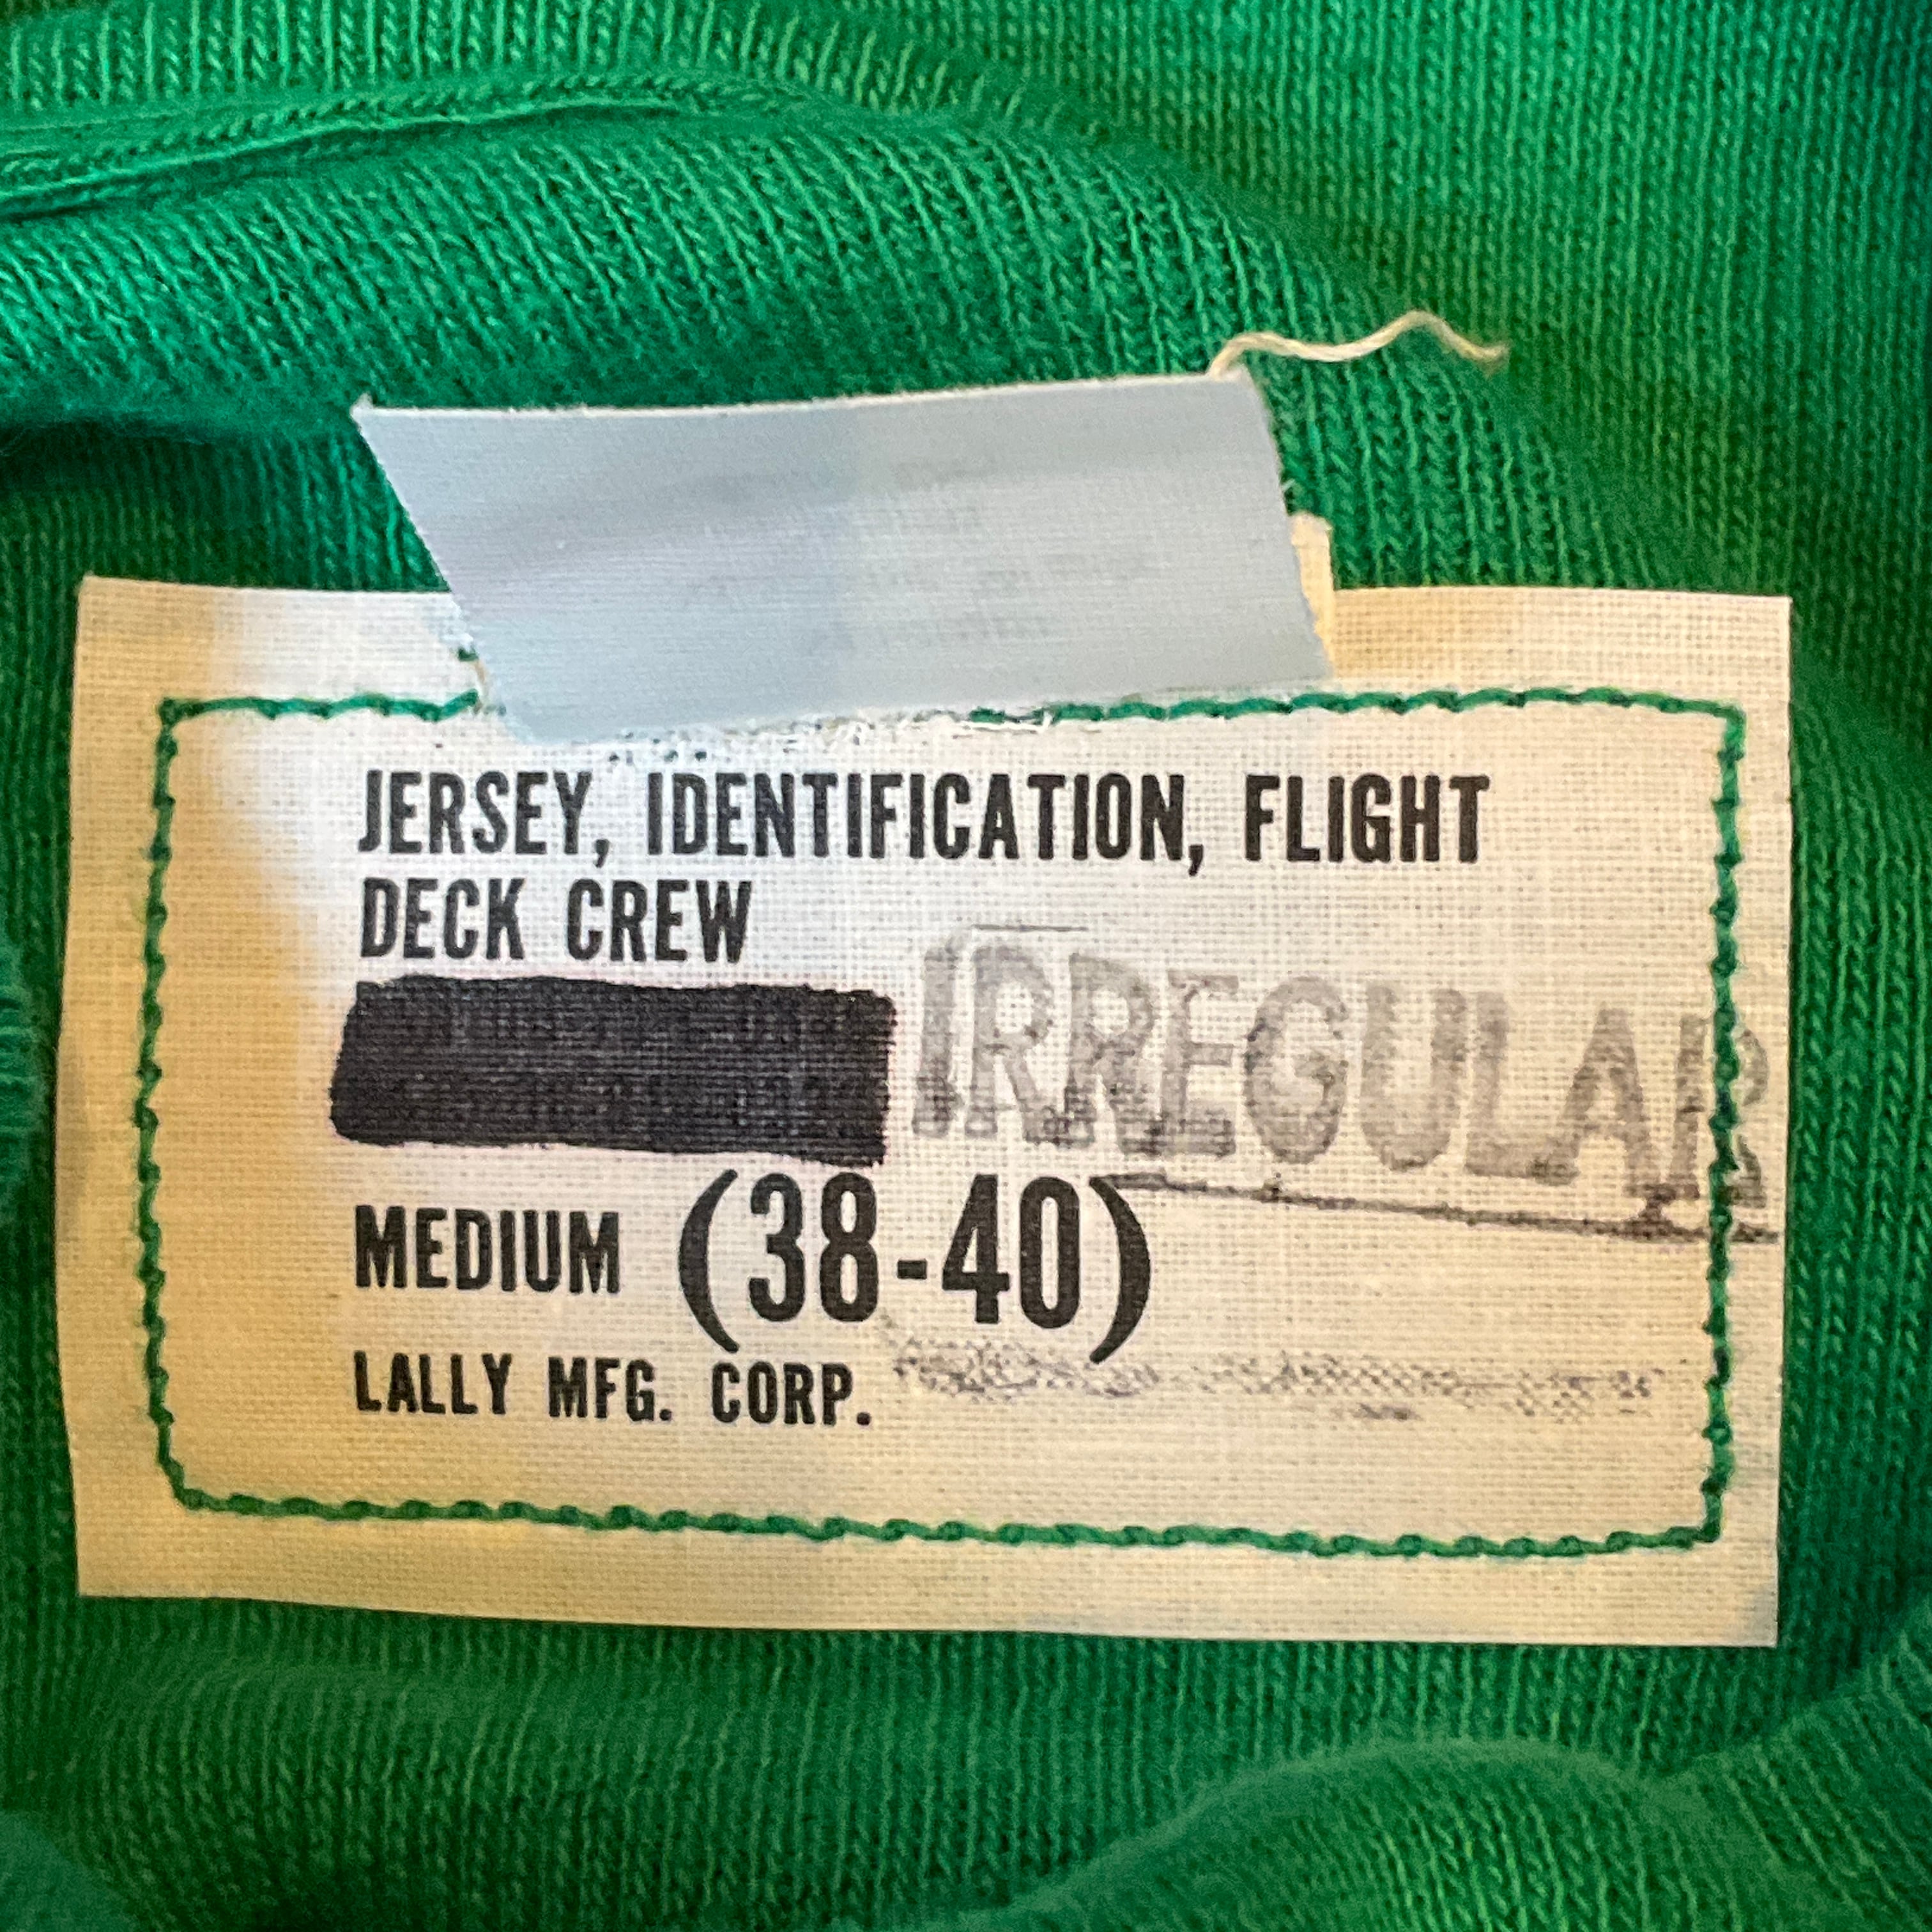 JERSEY, IDENTIFICATION, FLIGHT
DECK CREW
IRREGULAR
MEDIUM (38-40)
LALLY MFG. CORP.